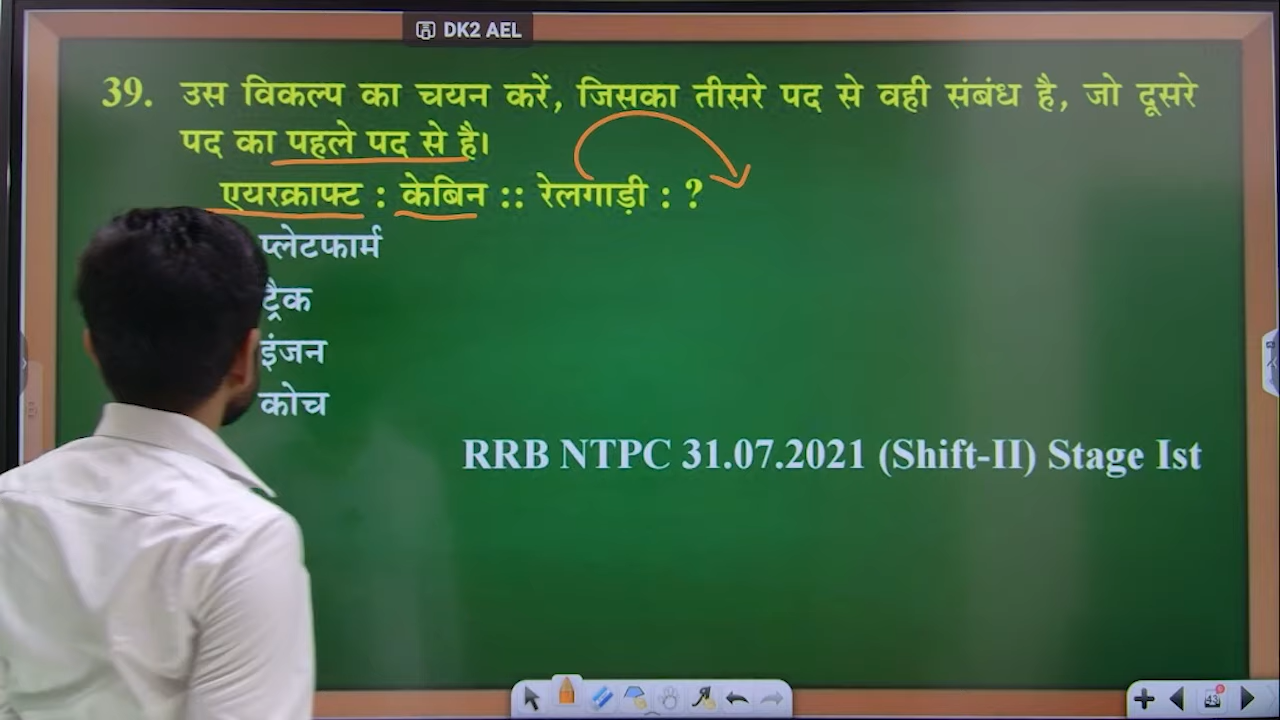 DK2 AEL
39. उस विकल्प का चयन करें, जिसका तीसरे पद से वही संबंध है, जो दूसरे
पद का पहले पद से है।
एयरक्राफ्ट : केबिन :: रेलगाड़ी : ?
प्लेटफार्म
ट्रैक
इंजन
कोच
RRB NTPC 31.07.2021 (Shift-II) Stage Ist